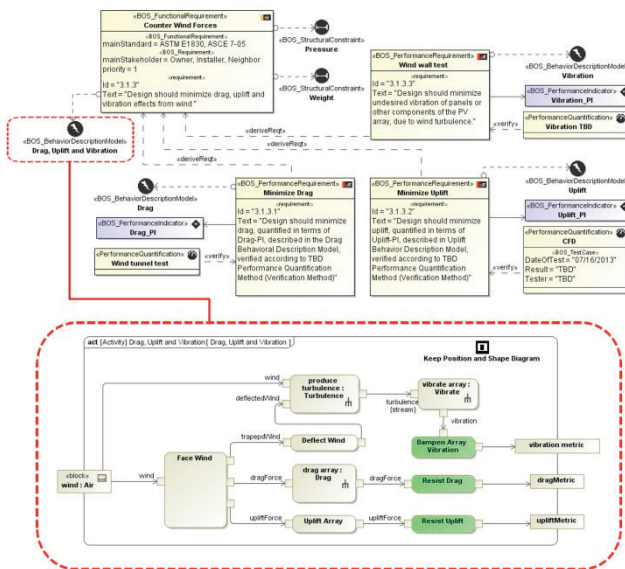 «BOS_FunctionalRequirement»
Counter Wind Forces
«BOS_FunctionalRequirement»
mainStandard = ASTM E1830, ASCE 7-05
«BOS_Requirement»
mainStakeholder = Owner, Installer, Neighbor
priority = 1
«requirement»
Id = "3.1.3"
Text = "Design should minimize drag, uplift and
vibration effects from wind "
«BOS_StructuralConstraint»
Pressure
«BOS_StructuralConstraint»
Weight
«BOS_PerformanceRequirement»
Wind wall test
«requirement»
Id = "3.1.3.3"
Text = "Design should minimize
undesired vibration of panels or
other components of the PV
array, due to wind turbulence."
«BOS_BehaviorDescriptionModel»
Vibration
«BOS_PerformanceIndicator»
Vibration_PI
«verify»
«PerformanceQuantification»
Vibration TBD
«BOS_BehaviorDescriptionModel»
Drag, Uplift and Vibration
«deriveReqt»
«deriveReqt»
«deriveReqt»
«BOS_BehaviorDescriptionModel»
Drag
«BOS_PerformanceIndicator»
Drag_PI
«PerformanceQuantification»
Wind tunnel test
«verify»
«BOS_PerformanceRequirement»
Minimize Drag
«requirement»
Id = "3.1.3.1"
Text = "Design should minimize
drag, quantified in terms of
Drag-PI, described in the Drag
Behavioral Description Model,
verified according to TBD
Performance Quantification
Method (Verification Method)"
«BOS_PerformanceRequirement»
Minimize Uplift
«requirement»
Id = "3.1.3.2"
Text = "Design should minimize
uplift, quantified in terms of
Uplift-PI, described in Uplift
Behavior Description Model,
verified according to TBD
Performance Quantification
Method (Verification Method)"
«BOS_BehaviorDescriptionModel»
Uplift
«BOS_PerformanceIndicator»
Uplift_PI
«verify»
«PerformanceQuantification»
CFD
«BOS_TestCase»
DateOfTest = "07/16/2013"
Result = "TBD"
Tester = "TBD"
act [Activity] Drag, Uplift and Vibration[ Drag, Uplift and Vibration ]
Keep Position and Shape Diagram
wind
produce
turbulence :
Turbulence
deflectedWind
turbulence
{stream}
vibrate array :
Vibrate
vibration
trapepdWind
Deflect Wind
Dampen Array
Vibration
vibration metric
«block»
wind : Air
wind
Face Wind
dragForce
drag array :
Drag
dragForce
Resist Drag
dragMetric
upliftForce
Uplift Array
upliftForce
Resist Uplift
upliftMetric